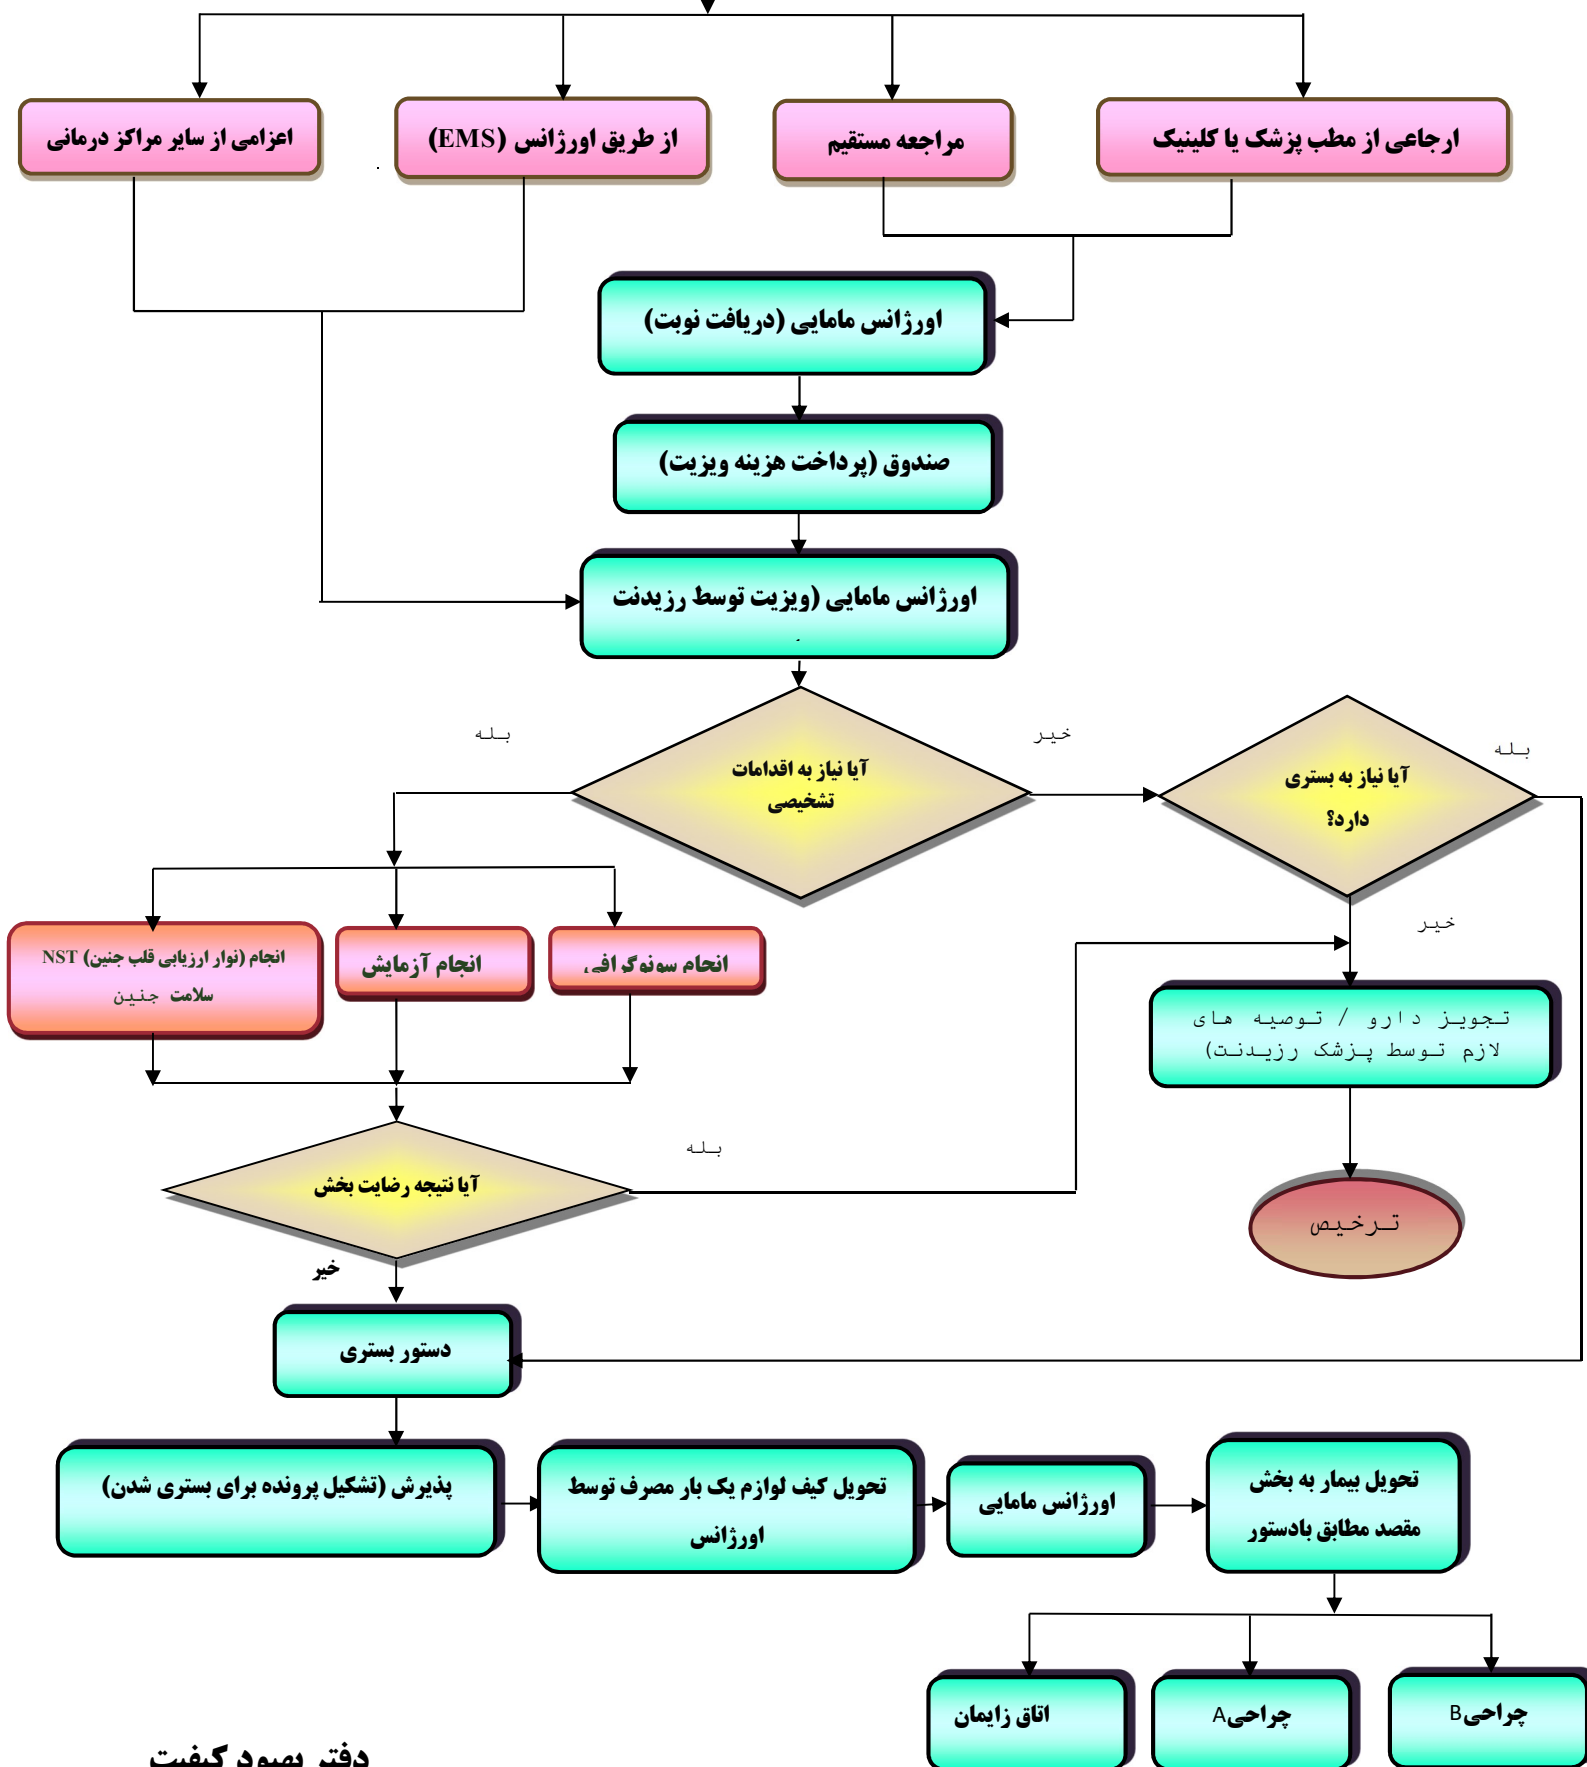 ارجاعی از مطب پزشک یا کلینیک
مراجعه مستقیم
از طریق اورژانس (EMS)
اعزامی از سایر مراکز درمانی
اورژانس مامایی (دریافت نوبت)
صندوق (پرداخت هزینه ویزیت)
اورژانس مامایی (ویزیت توسط رزیدنت
بله
خیر
بله
آیا نیاز به اقدامات
تشخیصی
آیا نیاز به بستری
دارد؟
خیر
انجام سونوگرافی
انجام آزمایش
انجام (نوار ارزیابی قلب جنین) NST
سلامت جنین
تجویز دارو / توصیه های
لازم توسط پزشک رزیدنت)
بله
آیا نتیجه رضایت بخش
ترخیص
خیر
دستور بستری
پذیرش (تشکیل پرونده برای بستری شدن)
تحویل کیف لوازم یک بار مصرف توسط
اورژانس
اورژانس مامایی
تحویل بیمار به بخش
مقصد مطابق بادستور
جراحیB
جراحیA
اتاق زایمان
دفتر بهبود کیفیت